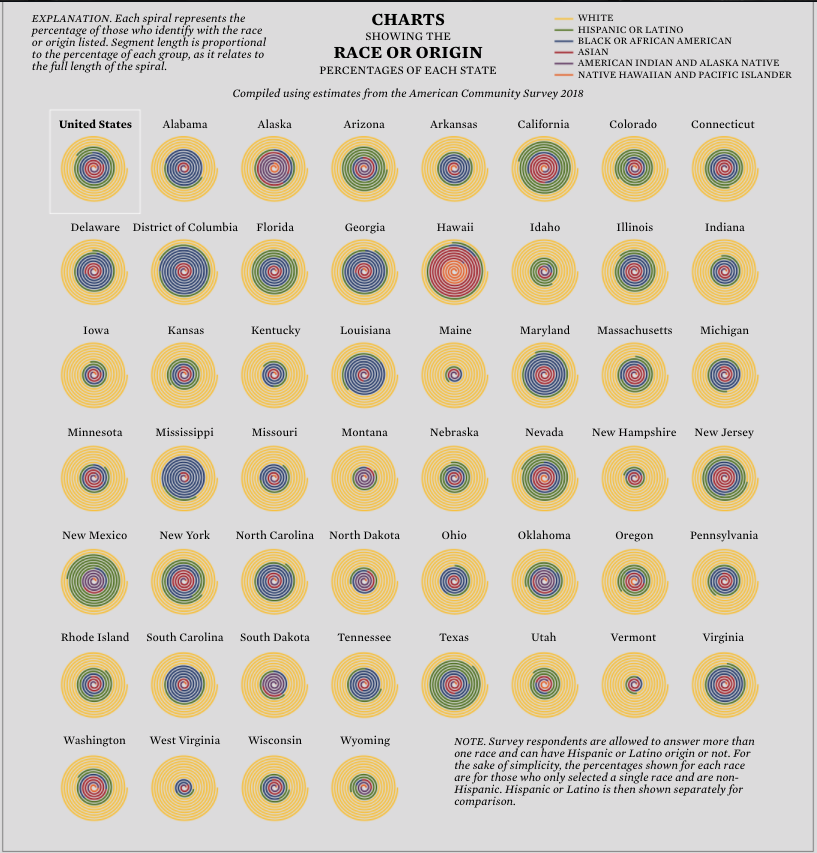 EXPLANATION. Each spiral represents the
percentage of those who identify with the race
or origin listed. Segment length is proportional
to the percentage of each group, as it relates to
the full length of the spiral.
CHARTS
SHOWING THE
RACE OR ORIGIN
PERCENTAGES OF EACH STATE
WHITE
HISPANIC OR LATINO
BLACK OR AFRICAN AMERICAN
ASIAN
AMERICAN INDIAN AND ALASKA NATIVE
NATIVE HAWAIIAN AND PACIFIC ISLANDER
Compiled using estimates from the American Community Survey 2018
United States Alabama Alaska Arizona Arkansas California Colorado Connecticut
Delaware District of Columbia Florida Georgia Hawaii Idaho Illinois Indiana
Iowa Kansas Kentucky Louisiana Maine Maryland Massachusetts Michigan
Minnesota Mississippi Missouri Montana Nebraska Nevada New Hampshire New Jersey
New Mexico New York North Carolina North Dakota Ohio Oklahoma Oregon Pennsylvania
Rhode Island South Carolina South Dakota Tennessee Texas Utah Vermont Virginia
Washington West Virginia Wisconsin Wyoming
NOTE. Survey respondents are allowed to answer more than
one race and can have Hispanic or Latino origin or not. For
the sake of simplicity, the percentages shown for each race
are for those who only selected a single race and are non-
Hispanic. Hispanic or Latino is then shown separately for
comparison.